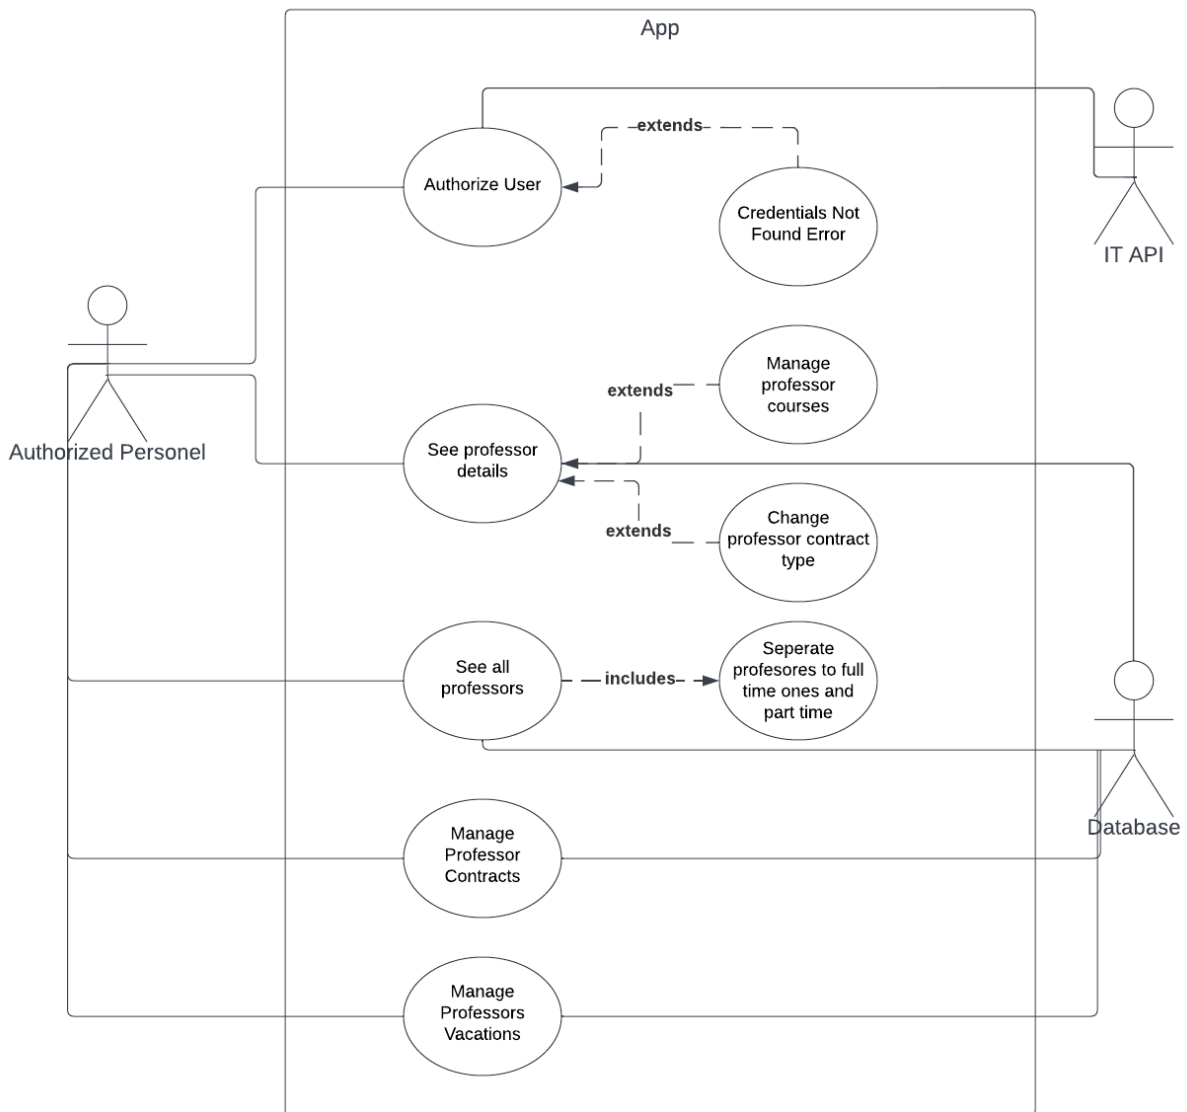 App
extends
Authorize User
Credentials Not
Found Error
IT API
Authorized Personel
Manage
professor
courses
extends
See professor
details
extends
Change
professor contract
type
See all
professors
includes
Seperate
profesores to full
time ones and
part time
Database
Manage
Professor
Contracts
Manage
Professors
Vacations